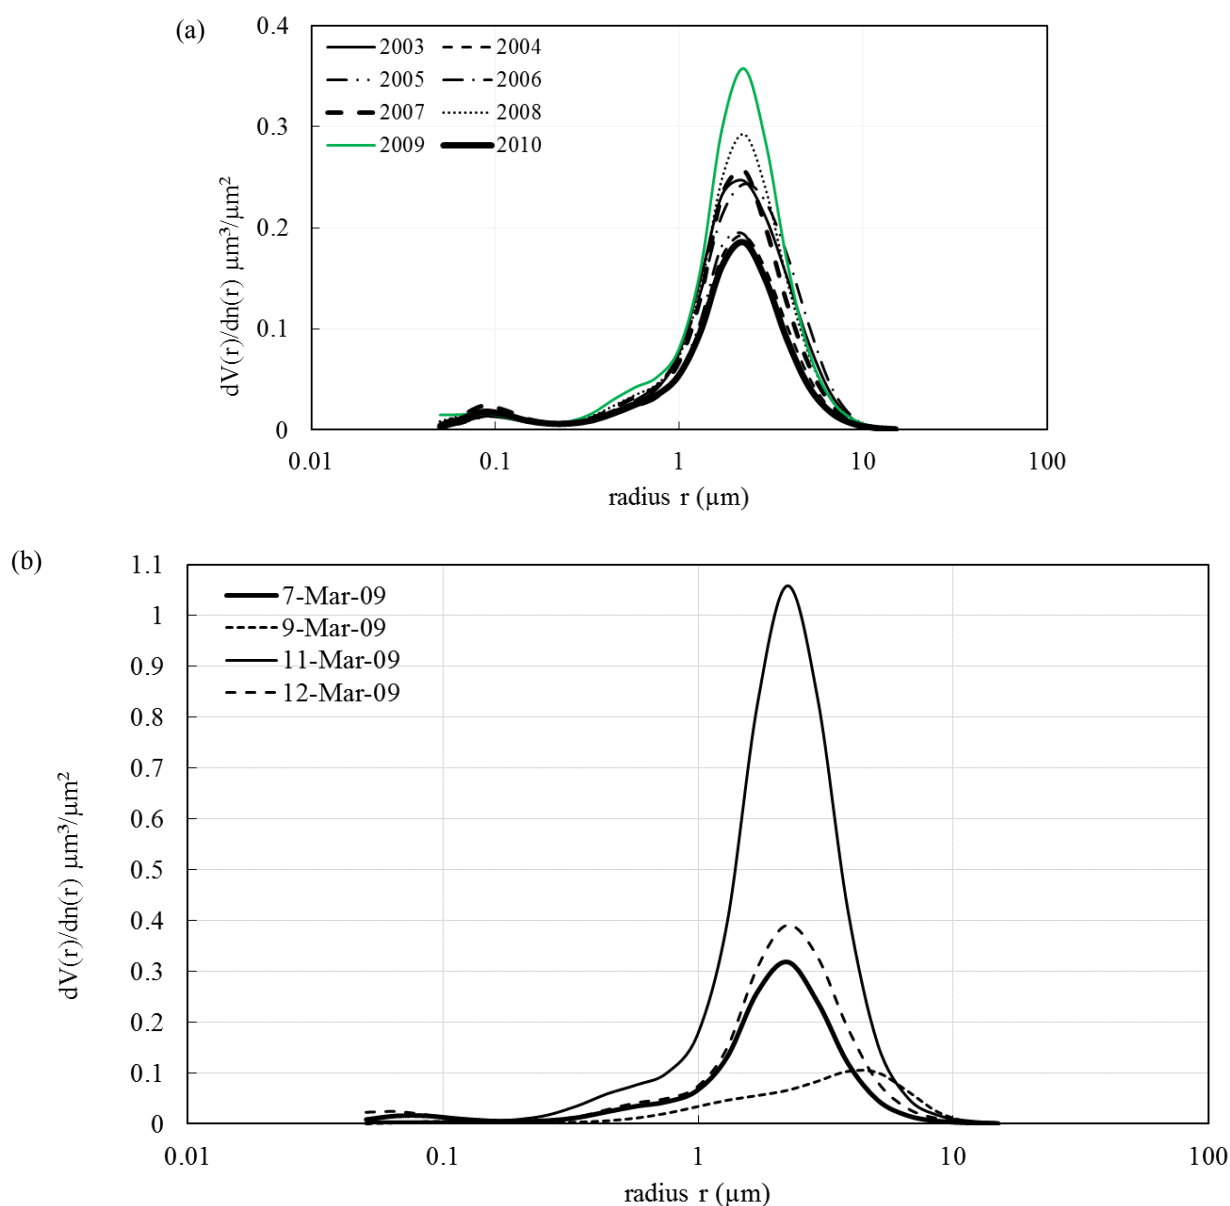 (a)
0.4
0.3
0.2
0.1
0
dV(r)/dn(r) µm³/µm²
2003 2004
2005 2006
2007 2008
2009 2010
0.01 0.1 1 10 100
radius r (µm)
(b)
1.1
1
0.9
0.8
0.7
0.6
0.5
0.4
0.3
0.2
0.1
0
dV(r)/dn(r) µm³/µm²
7-Mar-09
9-Mar-09
11-Mar-09
12-Mar-09
0.01 0.1 1 10 100
radius r (µm)